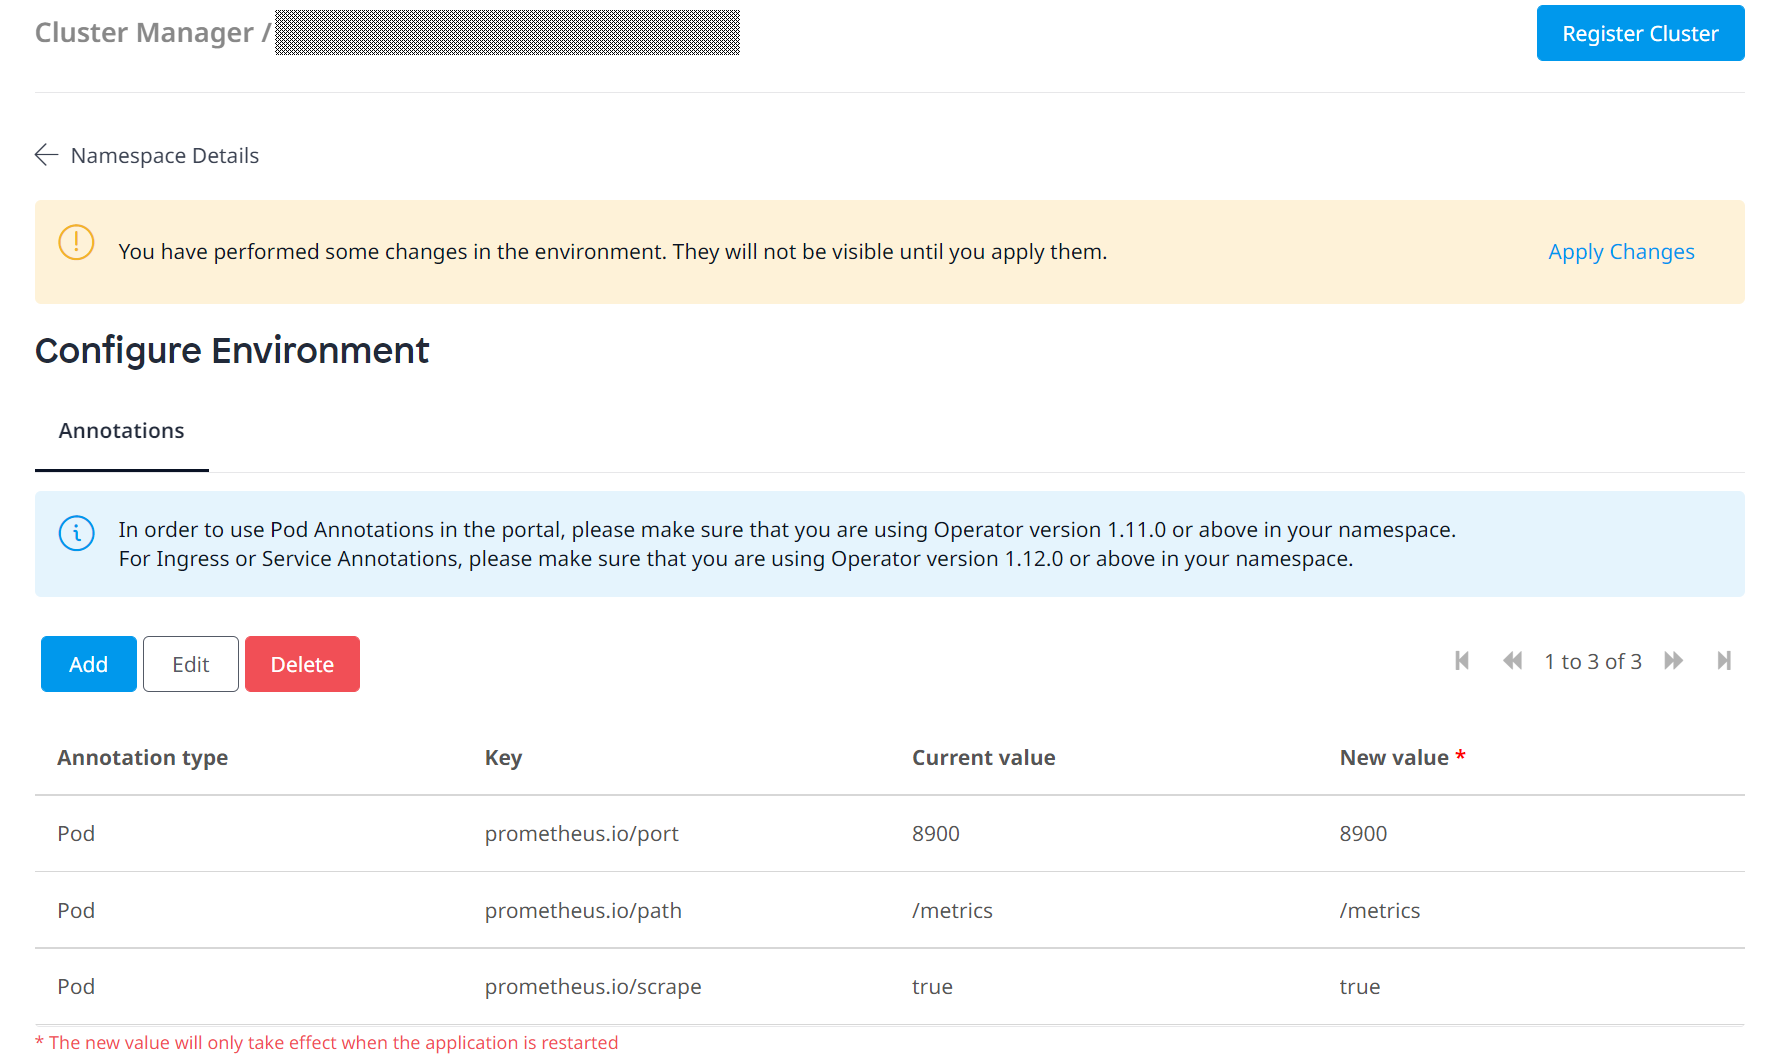 Cluster Manager /
Register Cluster
Namespace Details
You have performed some changes in the environment. They will not be visible until you apply them.
Apply Changes
Configure Environment
Annotations
In order to use Pod Annotations in the portal, please make sure that you are using Operator version 1.11.0 or above in your namespace.
For Ingress or Service Annotations, please make sure that you are using Operator version 1.12.0 or above in your namespace.
Add Edit Delete 1 to 3 of 3
Annotation type Key Current value New value *
Pod prometheus.io/port 8900 8900
Pod prometheus.io/path /metrics /metrics
Pod prometheus.io/scrape true true
* The new value will only take effect when the application is restarted